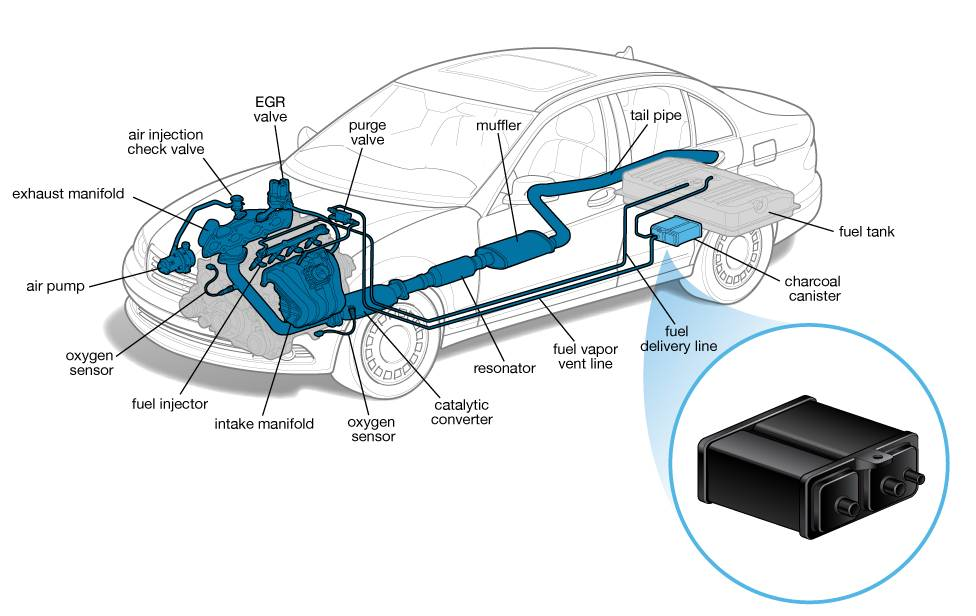 EGR
valve
air injection
check valve
purge
valve
muffler
tail pipe
exhaust manifold
fuel tank
air pump
charcoal
canister
oxygen
sensor
fuel injector
intake manifold
oxygen
sensor
catalytic
converter
resonator
fuel vapor
vent line
fuel
delivery line